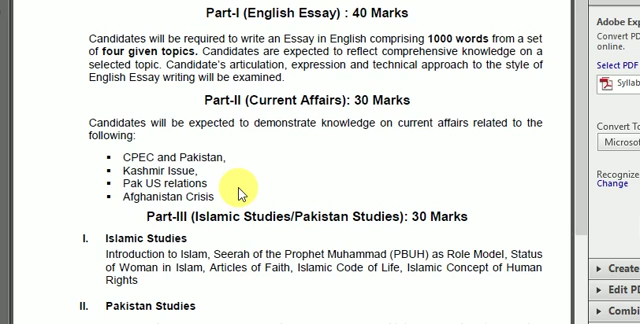 Part-I (English Essay) : 40 Marks
Candidates will be required to write an Essay in English comprising 1000 words from a set
of four given topics. Candidates are expected to reflect comprehensive knowledge on a
selected topic. Candidate's articulation, expression and technical approach to the style of
English Essay writing will be examined.
Part-II (Current Affairs): 30 Marks
Candidates will be expected to demonstrate knowledge on current affairs related to the
following:
▪ CPEC and Pakistan,
▪ Kashmir Issue,
▪ Pak US relations
▪ Afghanistan Crisis
Part-III (Islamic Studies/Pakistan Studies): 30 Marks
I. Islamic Studies
Introduction to Islam, Seerah of the Prophet Muhammad (PBUH) as Role Model, Status
of Woman in Islam, Articles of Faith, Islamic Code of Life, Islamic Concept of Human
Rights
II. Pakistan Studies
Adobe Exp
Convert PD
online.
Select PDF
Syllab
Convert To
Microsof
Recognize
Change
Create
Edit PD
Combi